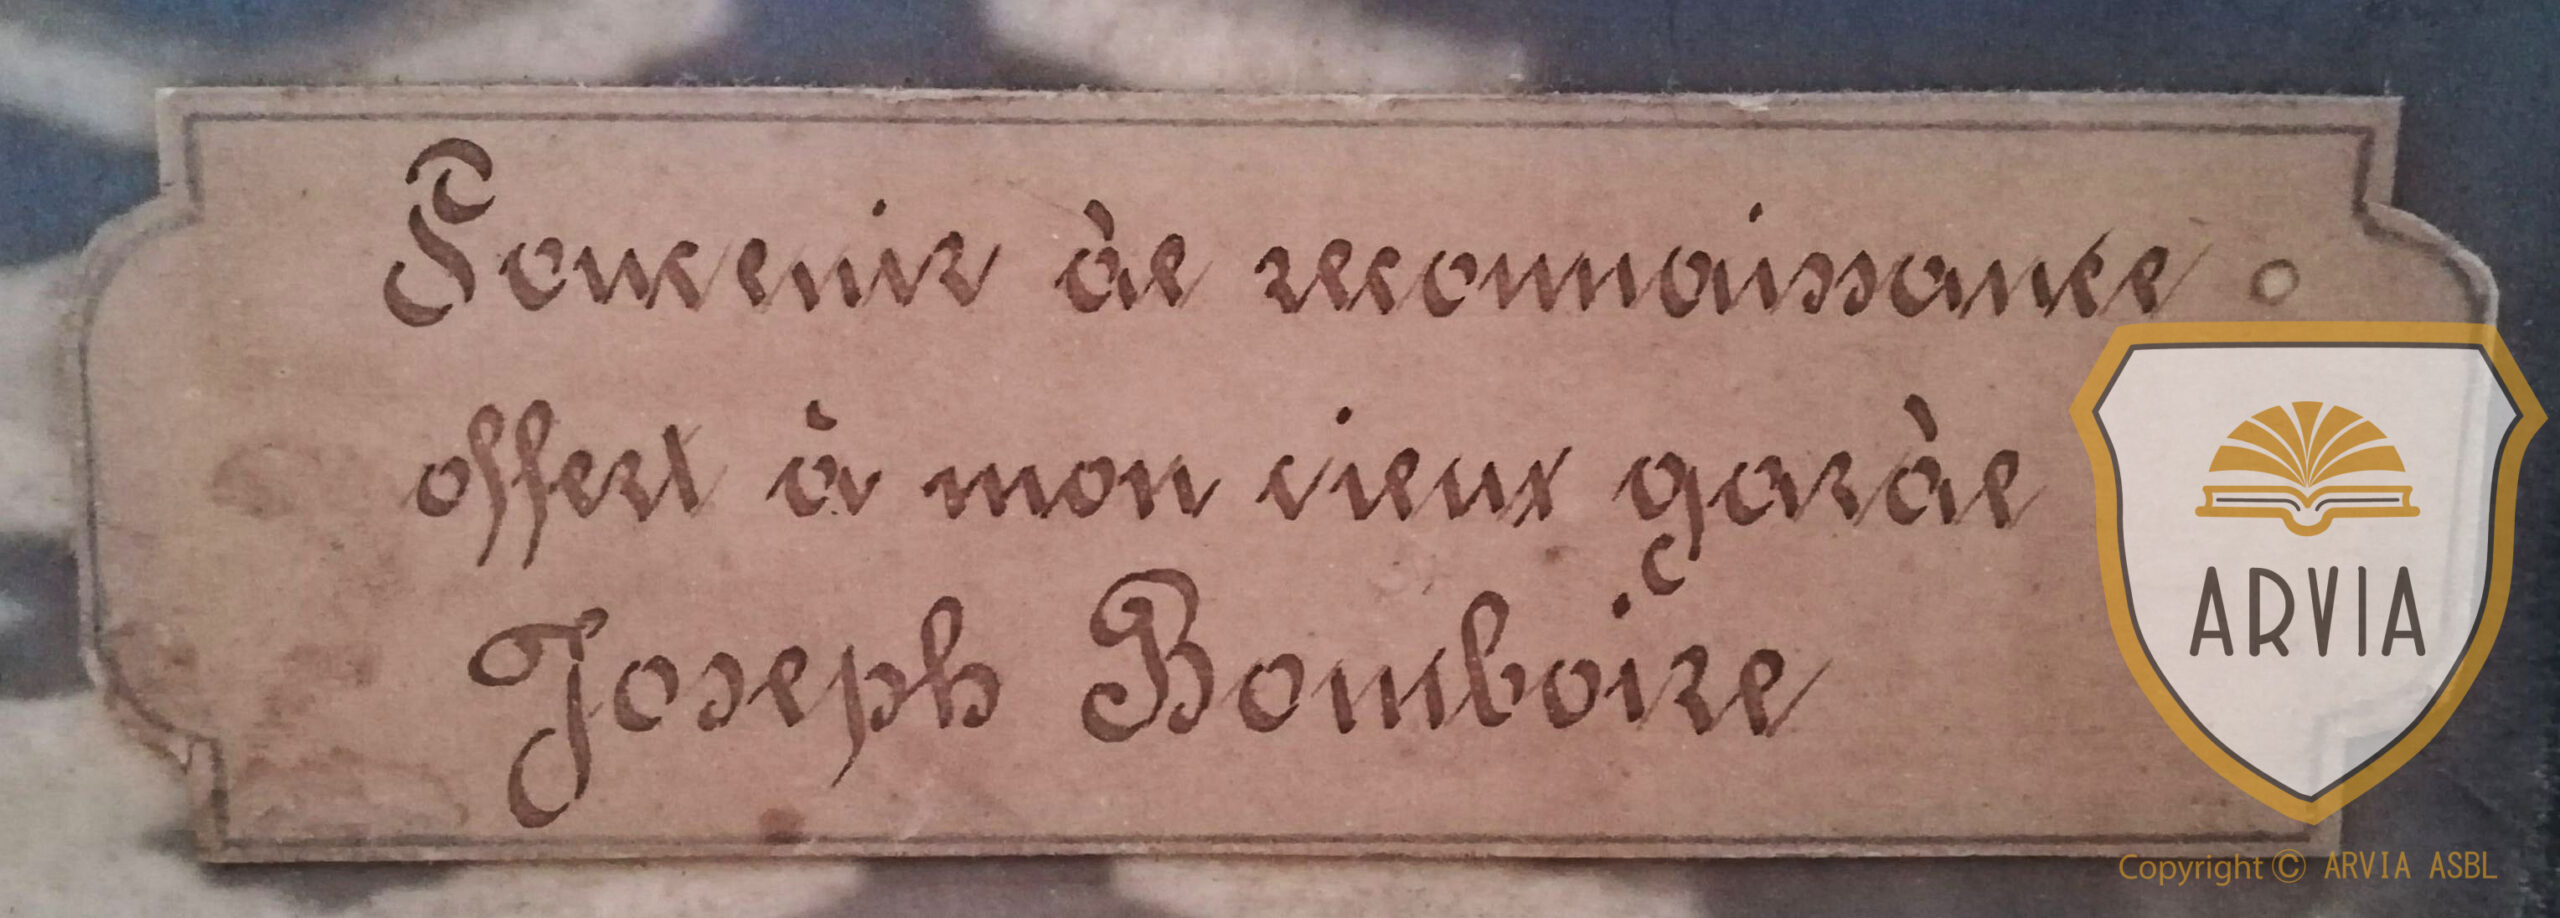 Souvenir de reconnaissance
offert à mon vieux garde
Joseph Bomboire
ARVIA
Copyright © ARVIA ASBL